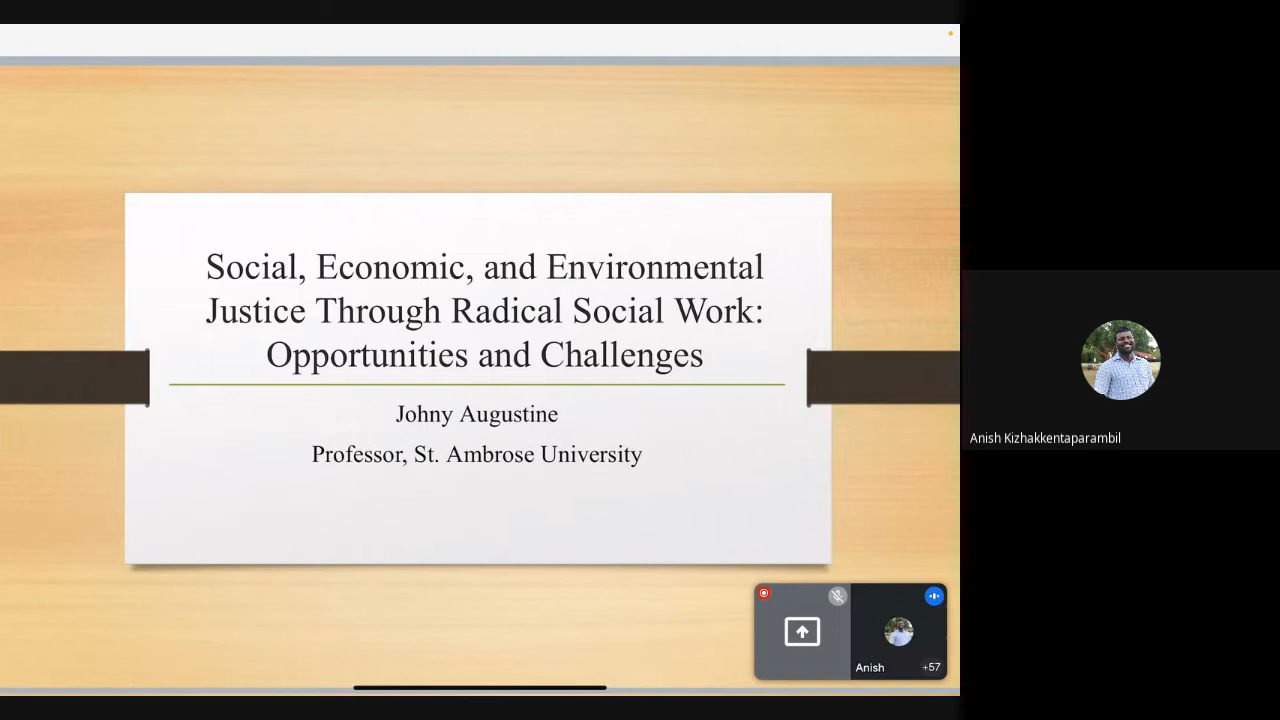 Social, Economic, and Environmental
Justice Through Radical Social Work:
Opportunities and Challenges
Johny Augustine
Professor, St. Ambrose University
Anish Kizhakkentaparambil
Anish
+57